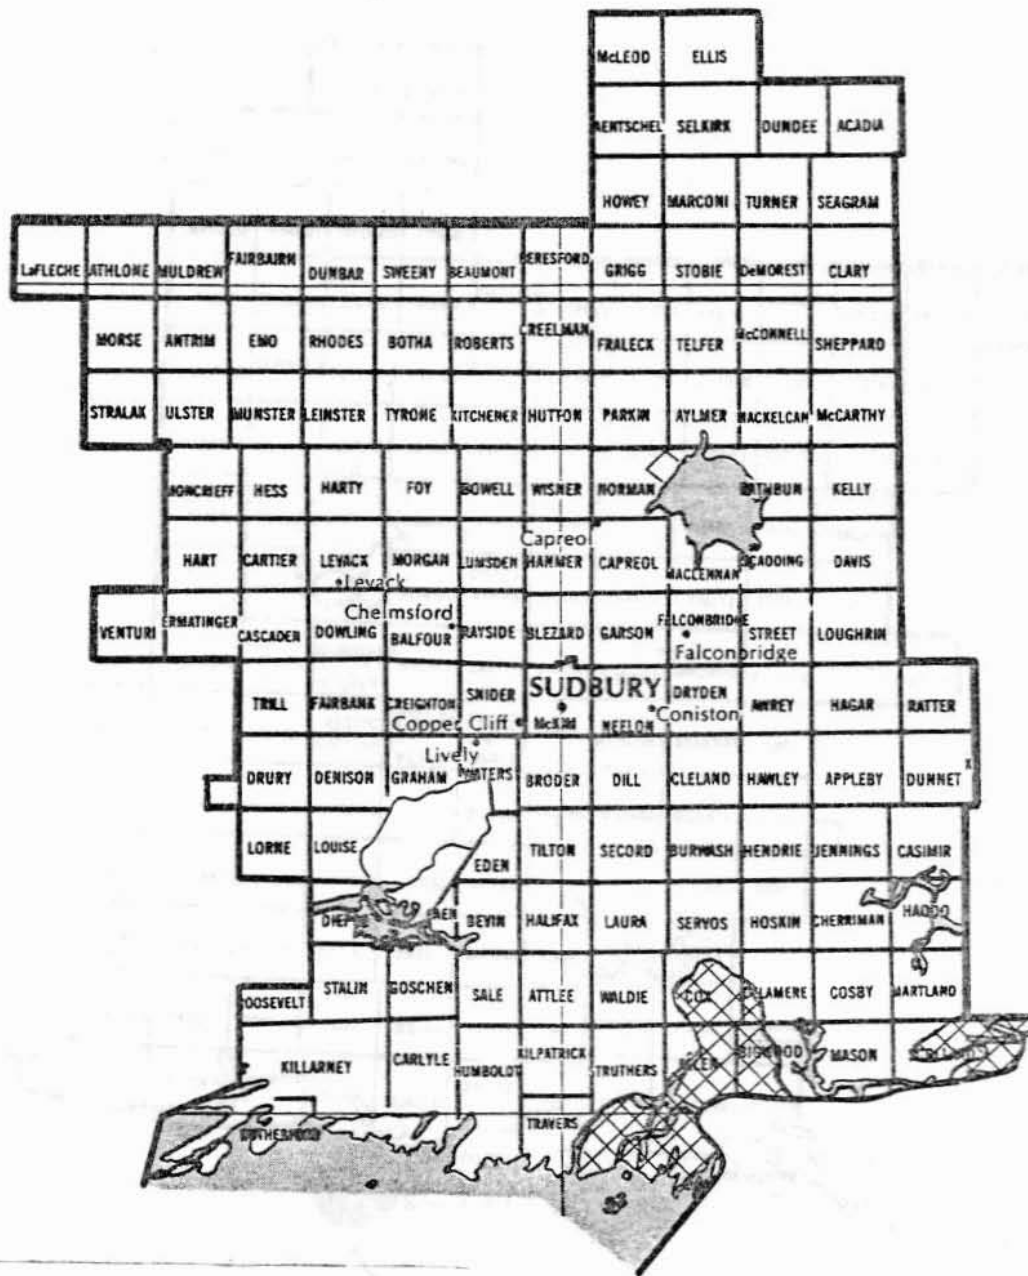 McLEOD ELLIS
SELKIRK DUNDEE ACADIA
HOWEY MARCONI TURNER SEAGRAM
LaFLECHE ATHLONE MULDREW FAIRBAIRN DUNBAR SWEENY BEAUMONT BERESFORD GRIGG STOBIE DeMOREST CLARY
MORSE ANTRIM EMO RHODES BOTHA ROBERTS CREELMAN FRALECK TELFER McCONNELL SHEPPARD
STRALAK ULSTER MUNSTER LEINSTER TYRONE KITCHENER HUTTON PARKIN AYLMER MACKELCAN McCARTHY
MONCRIEFF HESS HARTY FOY BOWELL WISNER NORMAN RATHBUN KELLY
Capreol
HART CARTIER LEVACK MORGAN LUMSDEN HANMER CAPREOL MACLENNAN SCADDING DAVIS
Levack
Chelmsford
VENTURI ERMATINGER CASCADEN DOWLING BALFOUR RAYSIDE BLEZARD GARSON FALCONBRIDGE STREET LOUGHRIN
Falconbridge
SUDBURY
TRILL FAIRBANK CREIGHTON SNIDER McKIM NEELON DRYDEN AWREY HAGAR RATTER
Copper Cliff Coniston
Lively
DRURY DENISON GRAHAM WATERS BRODER DILL CLELAND HAWLEY APPLEBY DUNNET x
LORNE LOUISE EDEN TILTON SECORD BURWASH HENDRIE JENNINGS CASIMIR
BEVIN HALIFAX LAURA SERVOS HOSKIN CHERRIMAN HADDO
ROOSEVELT STALIN GOSCHEN SALE ATTLEE WALDIE COX DELAMERE COSBY MARTLAND
KILLARNEY CARLYLE HUMBOLDT KILPATRICK STRUTHERS ALLEN BIGWOOD MASON
RUTHERFORD TRAVERS